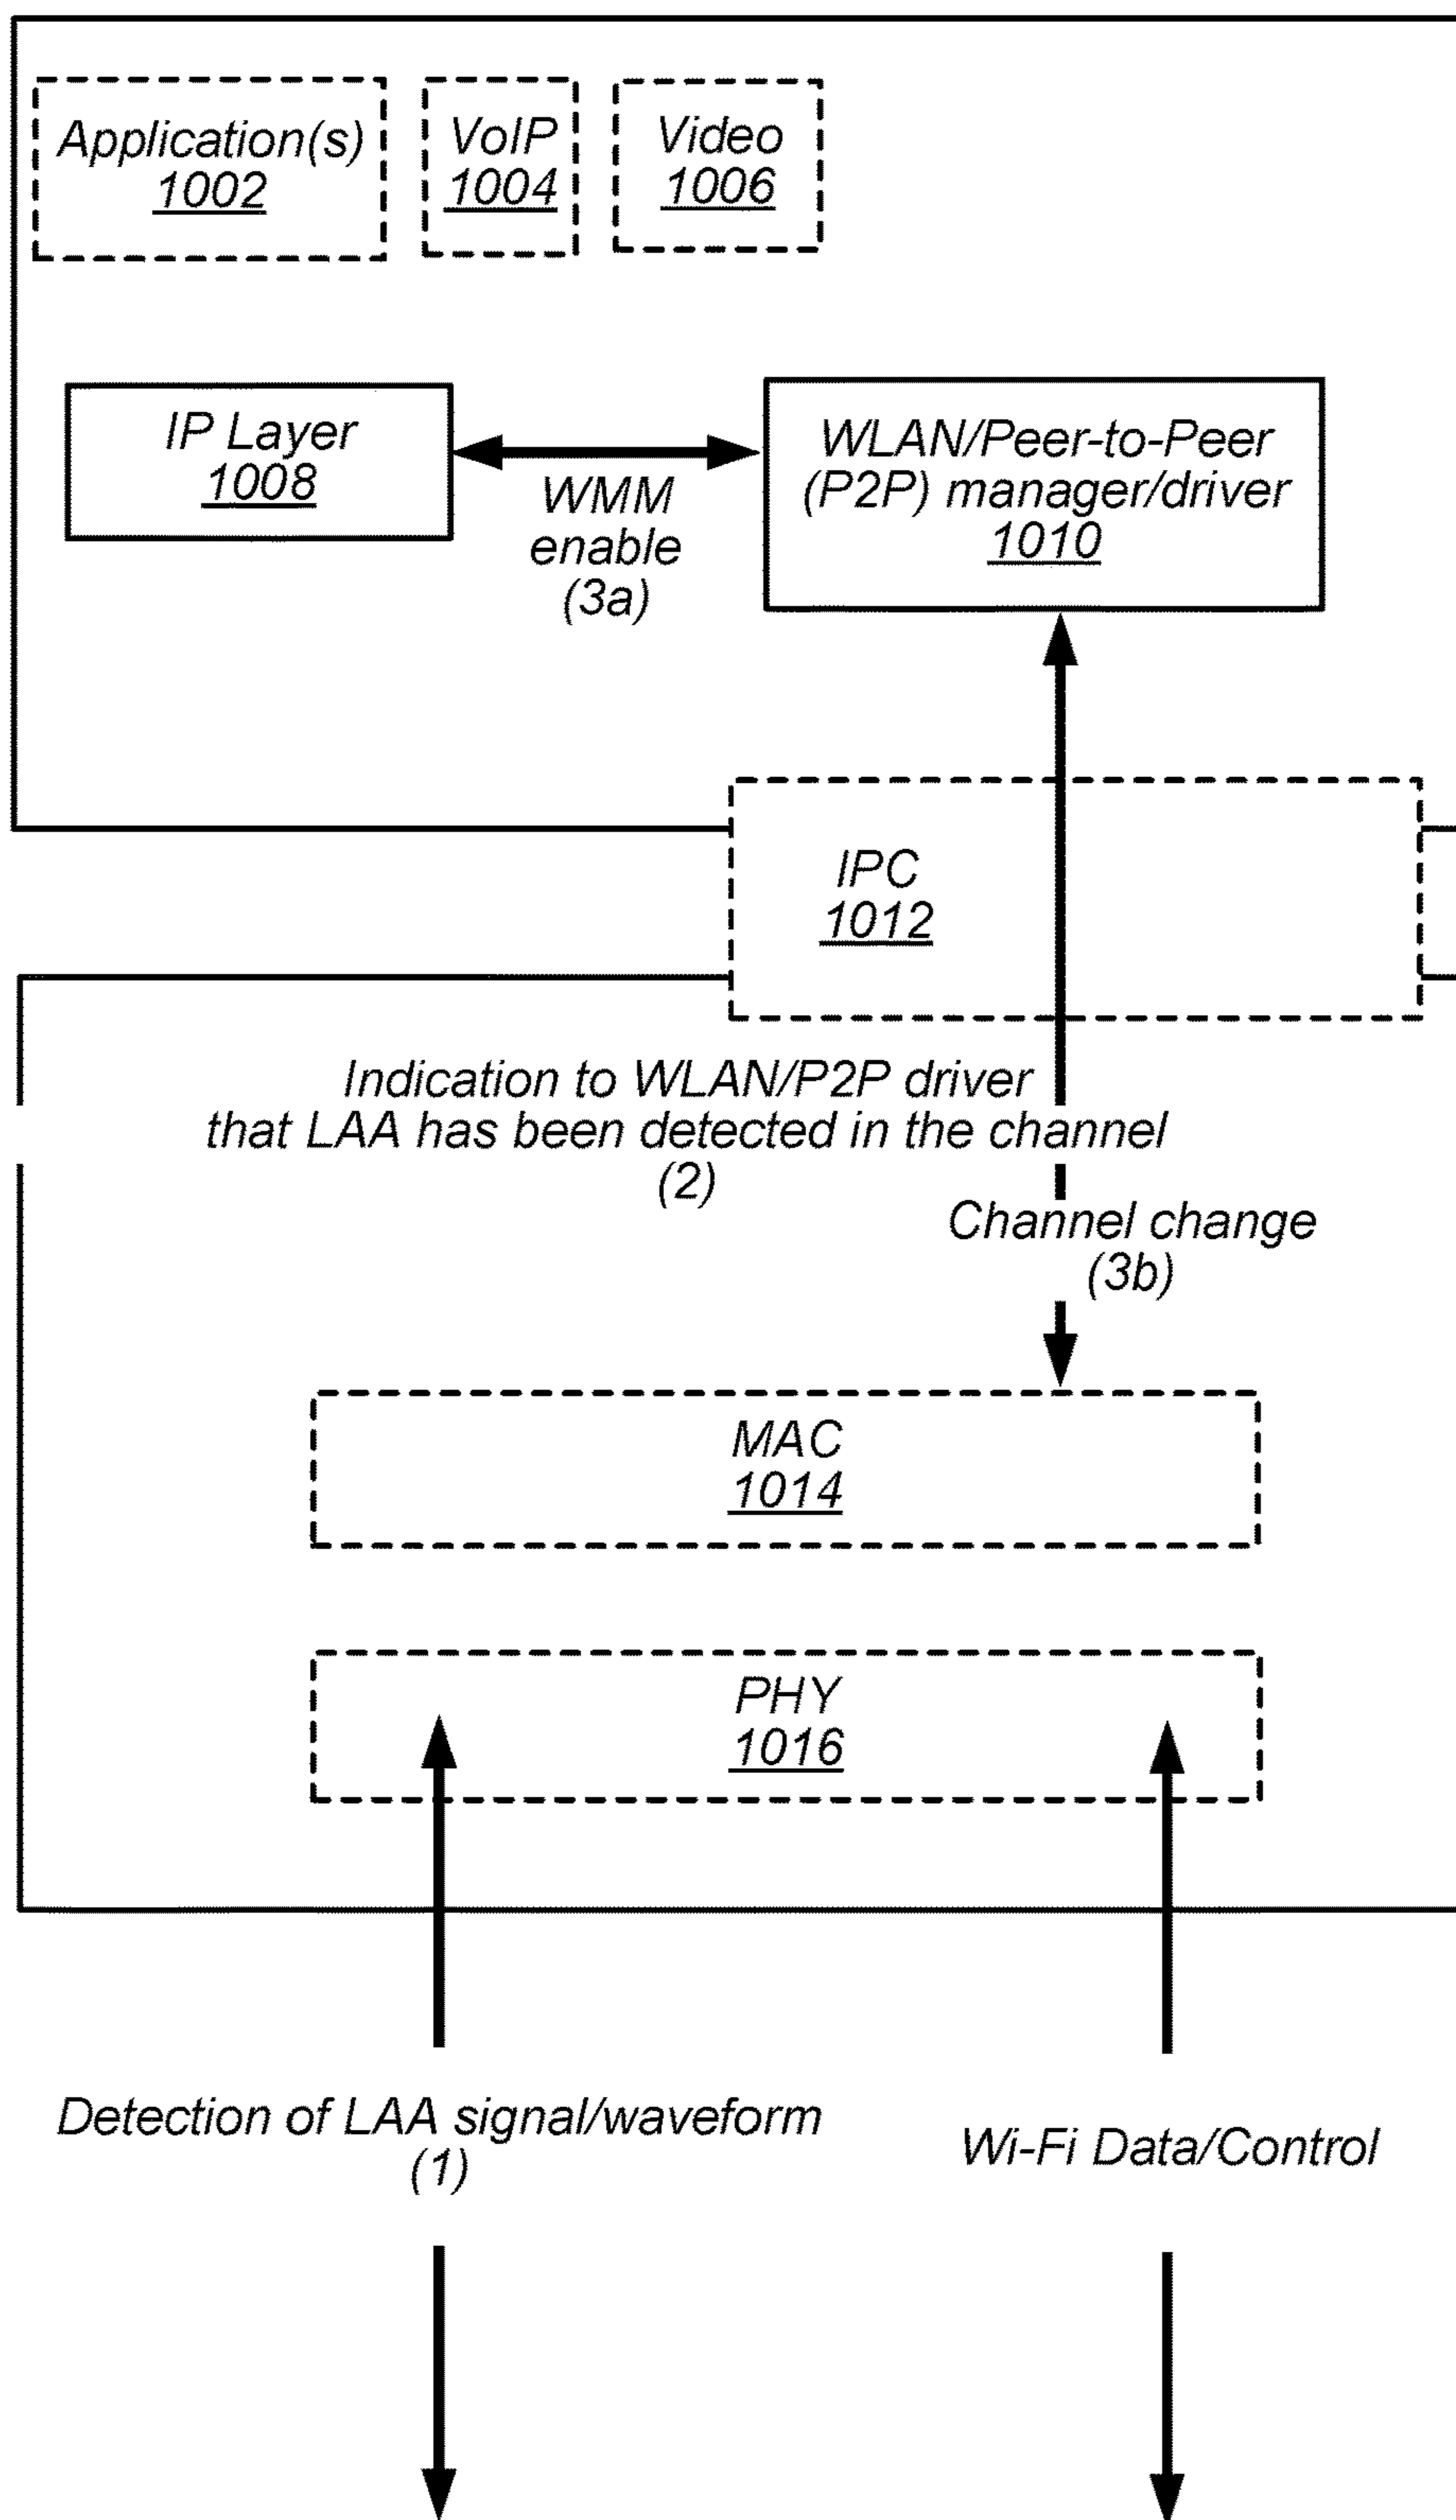 Application(s)
1002
VoIP
1004
Video
1006
IP Layer
1008
WMM
enable
(3a)
WLAN/Peer-to-Peer
(P2P) manager/driver
1010
IPC
1012
Indication to WLAN/P2P driver
that LAA has been detected in the channel
(2)
Channel change
(3b)
MAC
1014
PHY
1016
Detection of LAA signal/waveform
(1)
Wi-Fi Data/Control